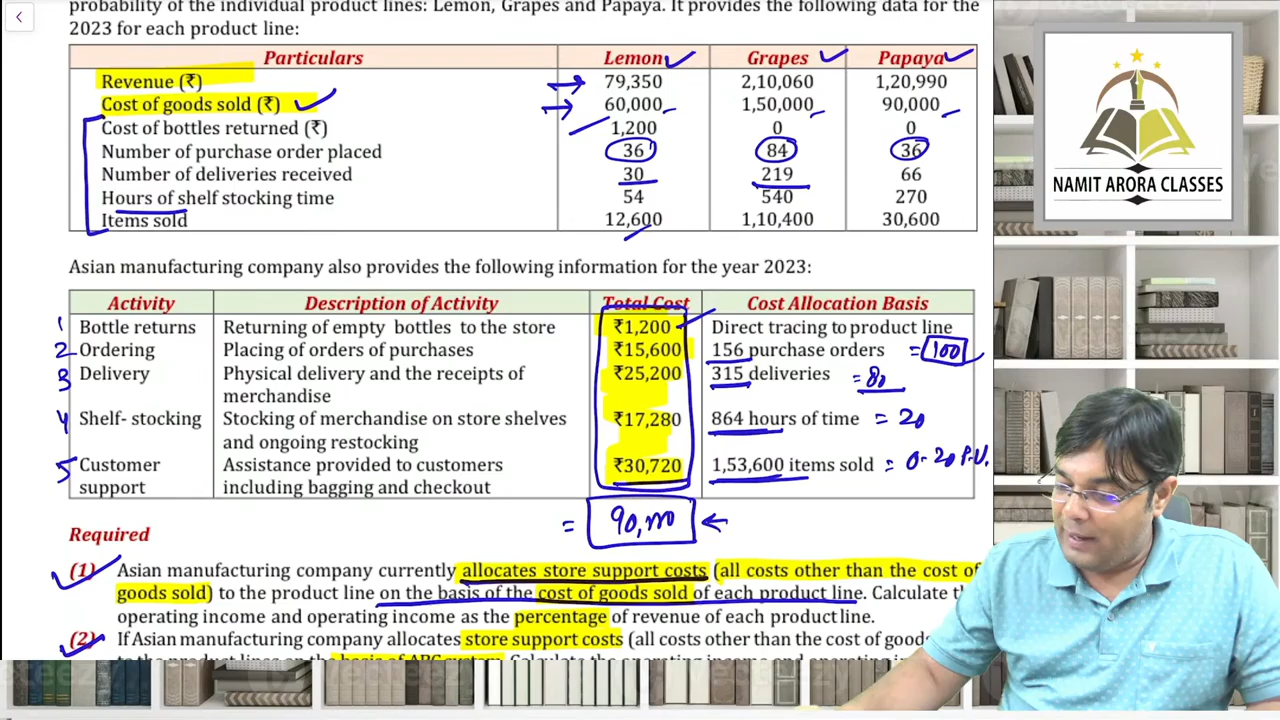 probability of the individual product lines: Lemon, Grapes and Papaya. It provides the following data for the
2023 for each product line:
Particulars Lemon Grapes Papaya
Revenue (₹) 79,350 2,10,060 1,20,990
Cost of goods sold (₹) 60,000 1,50,000 90,000
Cost of bottles returned (₹) 1,200 0 0
Number of purchase order placed 36 84 36
Number of deliveries received 30 219 66
Hours of shelf stocking time 54 540 270
Items sold 12,600 1,10,400 30,600
NAMIT ARORA CLASSES
Asian manufacturing company also provides the following information for the year 2023:
Activity Description of Activity Total Cost Cost Allocation Basis
1 Bottle returns Returning of empty bottles to the store ₹1,200 Direct tracing to product line
2 Ordering Placing of orders of purchases ₹15,600 156 purchase orders = 100
3 Delivery Physical delivery and the receipts of ₹25,200 315 deliveries = 80
merchandise
4 Shelf- stocking Stocking of merchandise on store shelves ₹17,280 864 hours of time = 20
and ongoing restocking
5 Customer Assistance provided to customers ₹30,720 1,53,600 items sold = 0.20 P.U.
support including bagging and checkout
= 90,000
Required
(1) Asian manufacturing company currently allocates store support costs (all costs other than the cost of
goods sold) to the product line on the basis of the cost of goods sold of each product line. Calculate
operating income and operating income as the percentage of revenue of each product line.
(2) If Asian manufacturing company allocates store support costs (all costs other than the cost of goods